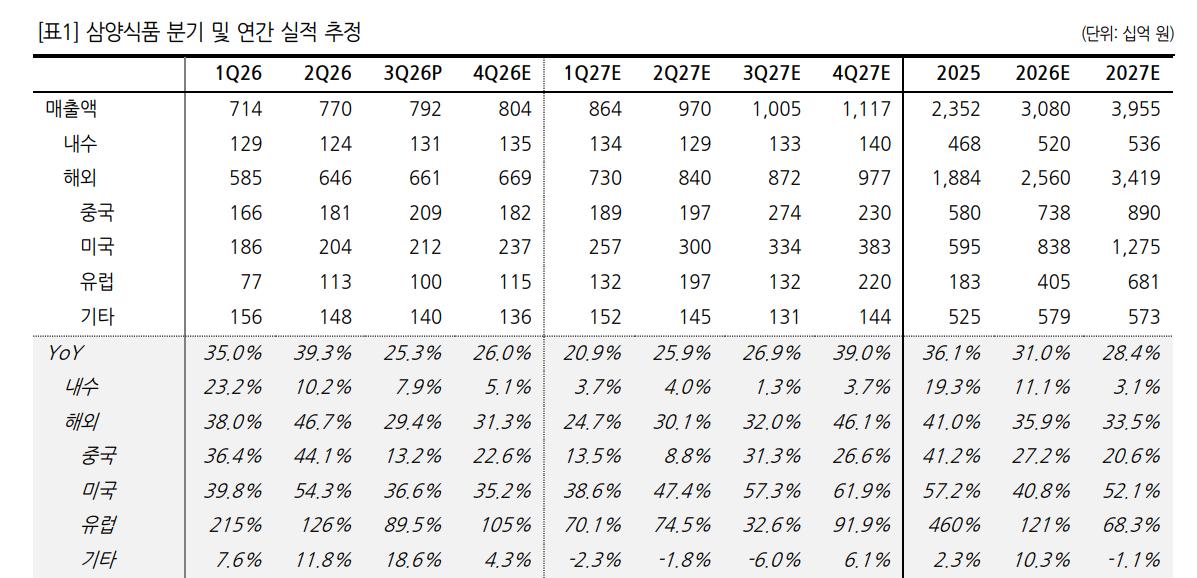 [표1] 삼양식품 분기 및 연간 실적 추정 (단위: 십억 원)
1Q26 2Q26 3Q26P 4Q26E 1Q27E 2Q27E 3Q27E 4Q27E 2025 2026E 2027E
매출액 714 770 792 804 864 970 1,005 1,117 2,352 3,080 3,955
내수 129 124 131 135 134 129 133 140 468 520 536
해외 585 646 661 669 730 840 872 977 1,884 2,560 3,419
중국 166 181 209 182 189 197 274 230 580 738 890
미국 186 204 212 237 257 300 334 383 595 838 1,275
유럽 77 113 100 115 132 197 132 220 183 405 681
기타 156 148 140 136 152 145 131 144 525 579 573
YoY 35.0% 39.3% 25.3% 26.0% 20.9% 25.9% 26.9% 39.0% 36.1% 31.0% 28.4%
내수 23.2% 10.2% 7.9% 5.1% 3.7% 4.0% 1.3% 3.7% 19.3% 11.1% 3.1%
해외 38.0% 46.7% 29.4% 31.3% 24.7% 30.1% 32.0% 46.1% 41.0% 35.9% 33.5%
중국 36.4% 44.1% 13.2% 22.6% 13.5% 8.8% 31.3% 26.6% 41.2% 27.2% 20.6%
미국 39.8% 54.3% 36.6% 35.2% 38.6% 47.4% 57.3% 61.9% 57.2% 40.8% 52.1%
유럽 215% 126% 89.5% 105% 70.1% 74.5% 32.6% 91.9% 460% 121% 68.3%
기타 7.6% 11.8% 18.6% 4.3% -2.3% -1.8% -6.0% 6.1% 2.3% 10.3% -1.1%